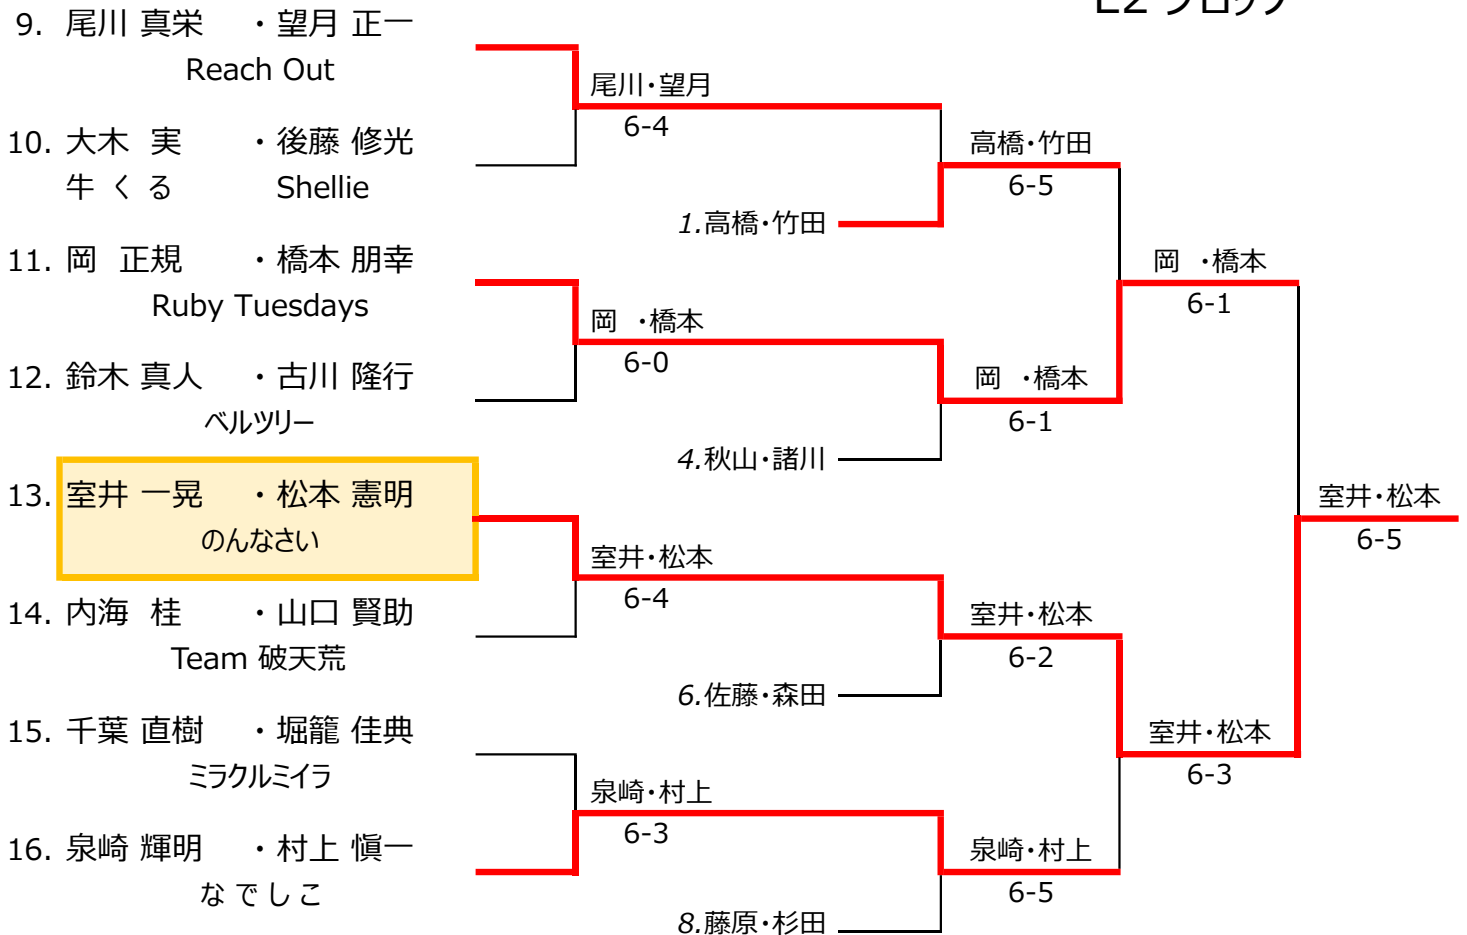 E2 ブロック
9. 尾川 真栄 ・望月 正一
Reach Out
尾川・望月
6-4
10. 大木 実 ・後藤 修光
牛 く る Shellie
高橋・竹田
6-5
1.高橋・竹田
11. 岡 正規 ・橋本 朋幸
Ruby Tuesdays
岡 ・橋本
6-1
岡 ・橋本
6-0
12. 鈴木 真人 ・古川 隆行
ベルツリー
岡 ・橋本
6-1
4.秋山・諸川
13. 室井 一晃 ・松本 憲明
のんなさい
室井・松本
6-5
室井・松本
6-4
14. 内海 桂 ・山口 賢助
Team 破天荒
室井・松本
6-2
6.佐藤・森田
15. 千葉 直樹 ・堀籠 佳典
ミラクルミイラ
室井・松本
6-3
泉崎・村上
6-3
16. 泉崎 輝明 ・村上 愼一
な で し こ
泉崎・村上
6-5
8.藤原・杉田